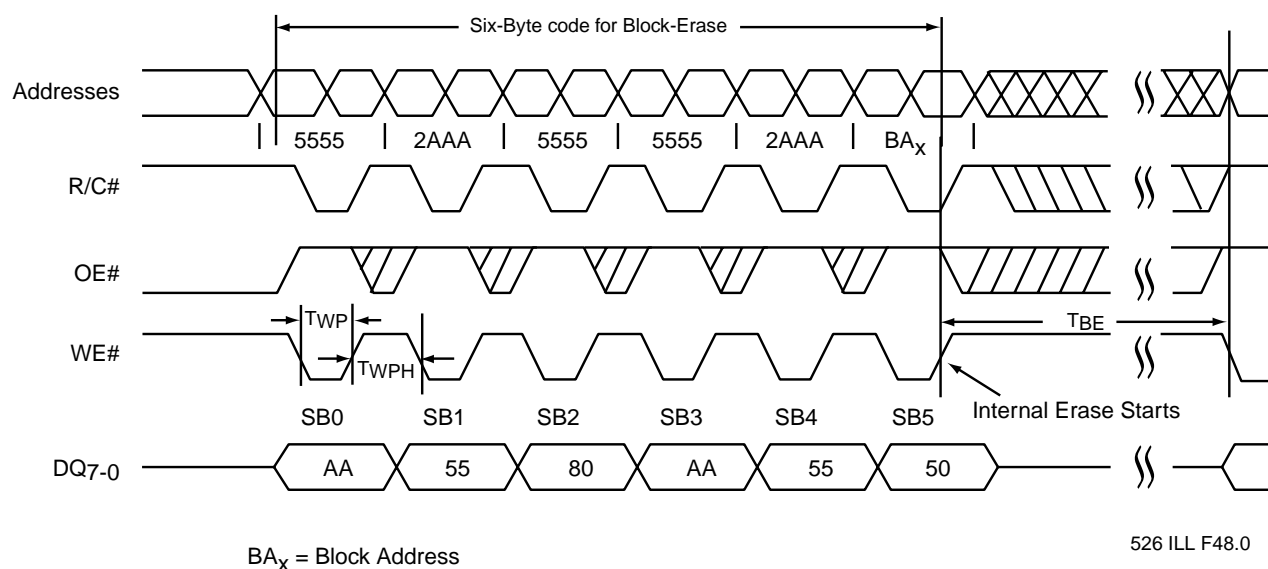 Six-Byte code for Block-Erase
Addresses
5555 2AAA 5555 5555 2AAA BAX
R/C#
OE#
TWP
TBE
WE#
TWPH
Internal Erase Starts
SB0 SB1 SB2 SB3 SB4 SB5
DQ7-0 AA 55 80 AA 55 50
526 ILL F48.0
BAX = Block Address